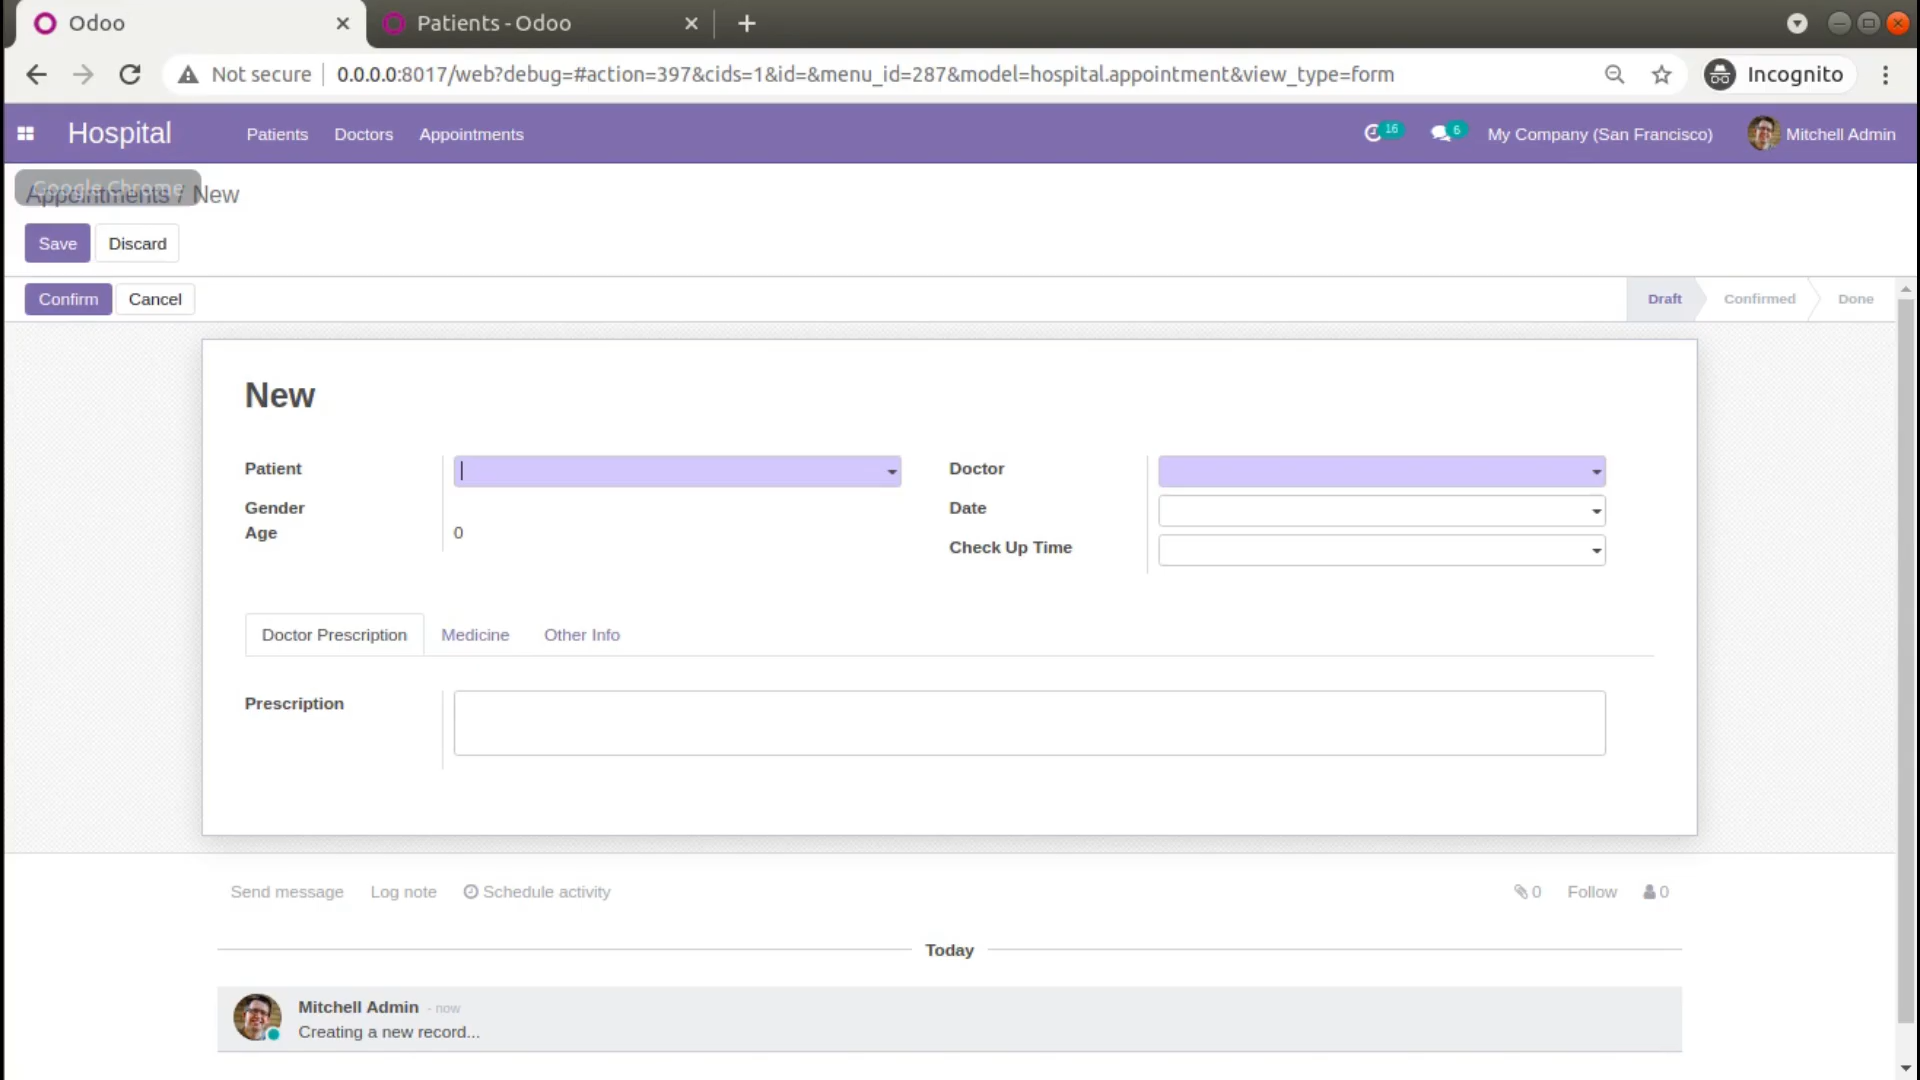 Odoo
Patients - Odoo
Not secure 0.0.0.0:8017/web?debug=#action=397&cids=1&id=&menu_id=287&model=hospital.appointment&view_type=form
Incognito
Hospital Patients Doctors Appointments
16 6 My Company (San Francisco) Mitchell Admin
Google Chrome
Appointments / New
Save Discard
Confirm Cancel
Draft Confirmed Done
New
Patient
Doctor
Gender
Date
Age 0
Check Up Time
Doctor Prescription Medicine Other Info
Prescription
Send message Log note Schedule activity
0 Follow 0
Today
Mitchell Admin - now
Creating a new record...